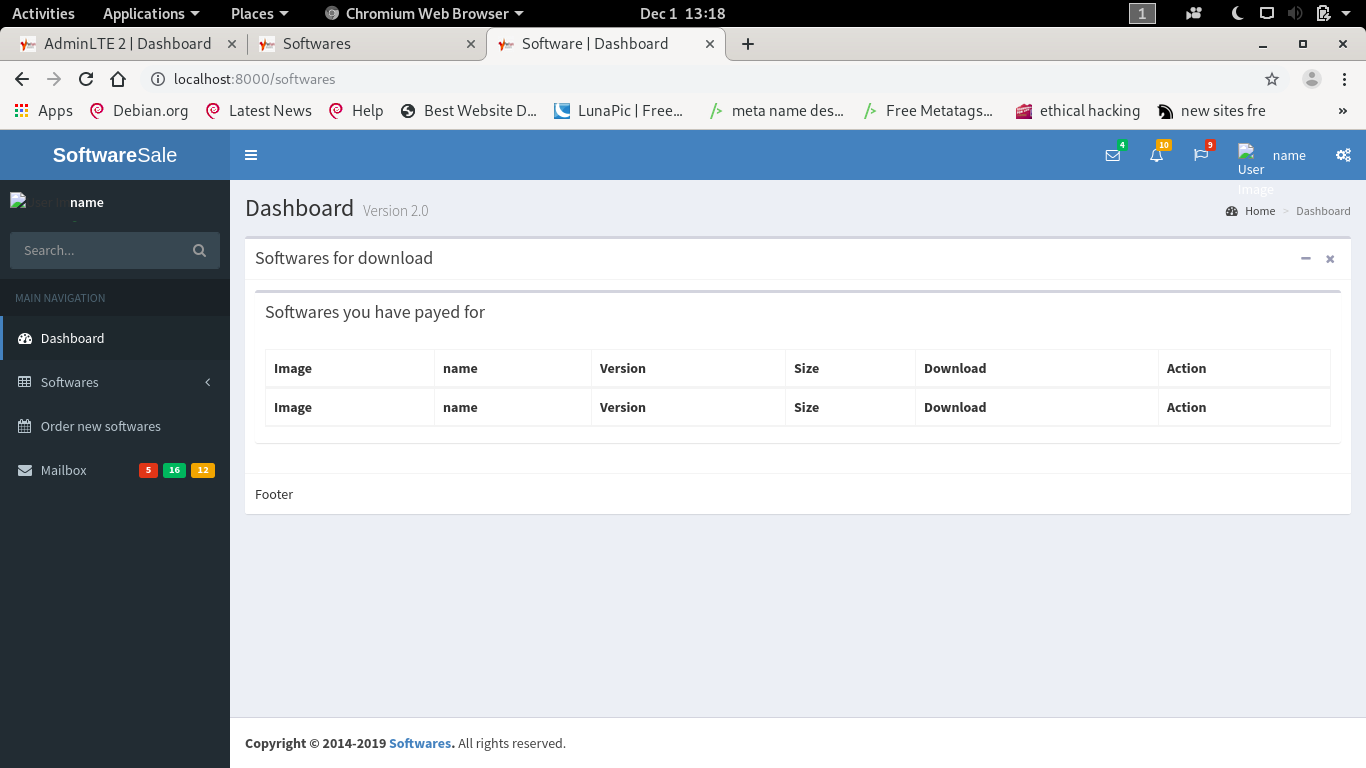 Activities Applications Places Chromium Web Browser Dec 1 13:18 1
AdminLTE 2 | Dashboard Softwares Software | Dashboard
localhost:8000/softwares
Apps Debian.org Latest News Help Best Website D... LunaPic | Free... meta name des... Free Metatags... ethical hacking new sites fre »
SoftwareSale 4 10 9 User Image name
User Im name
Dashboard Version 2.0 Home > Dashboard
Search...
Softwares for download
MAIN NAVIGATION
Softwares you have payed for
Dashboard
Softwares
Order new softwares
Mailbox 5 16 12
Image name Version Size Download Action
Image name Version Size Download Action
Footer
Copyright © 2014-2019 Softwares. All rights reserved.